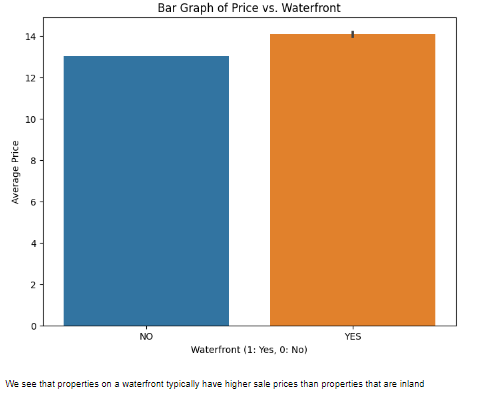 Bar Graph of Price vs. Waterfront
14
12
10
8
6
4
2
0
Average Price
NO YES
Waterfront (1: Yes, 0: No)
We see that properties on a waterfront typically have higher sale prices than properties that are inland